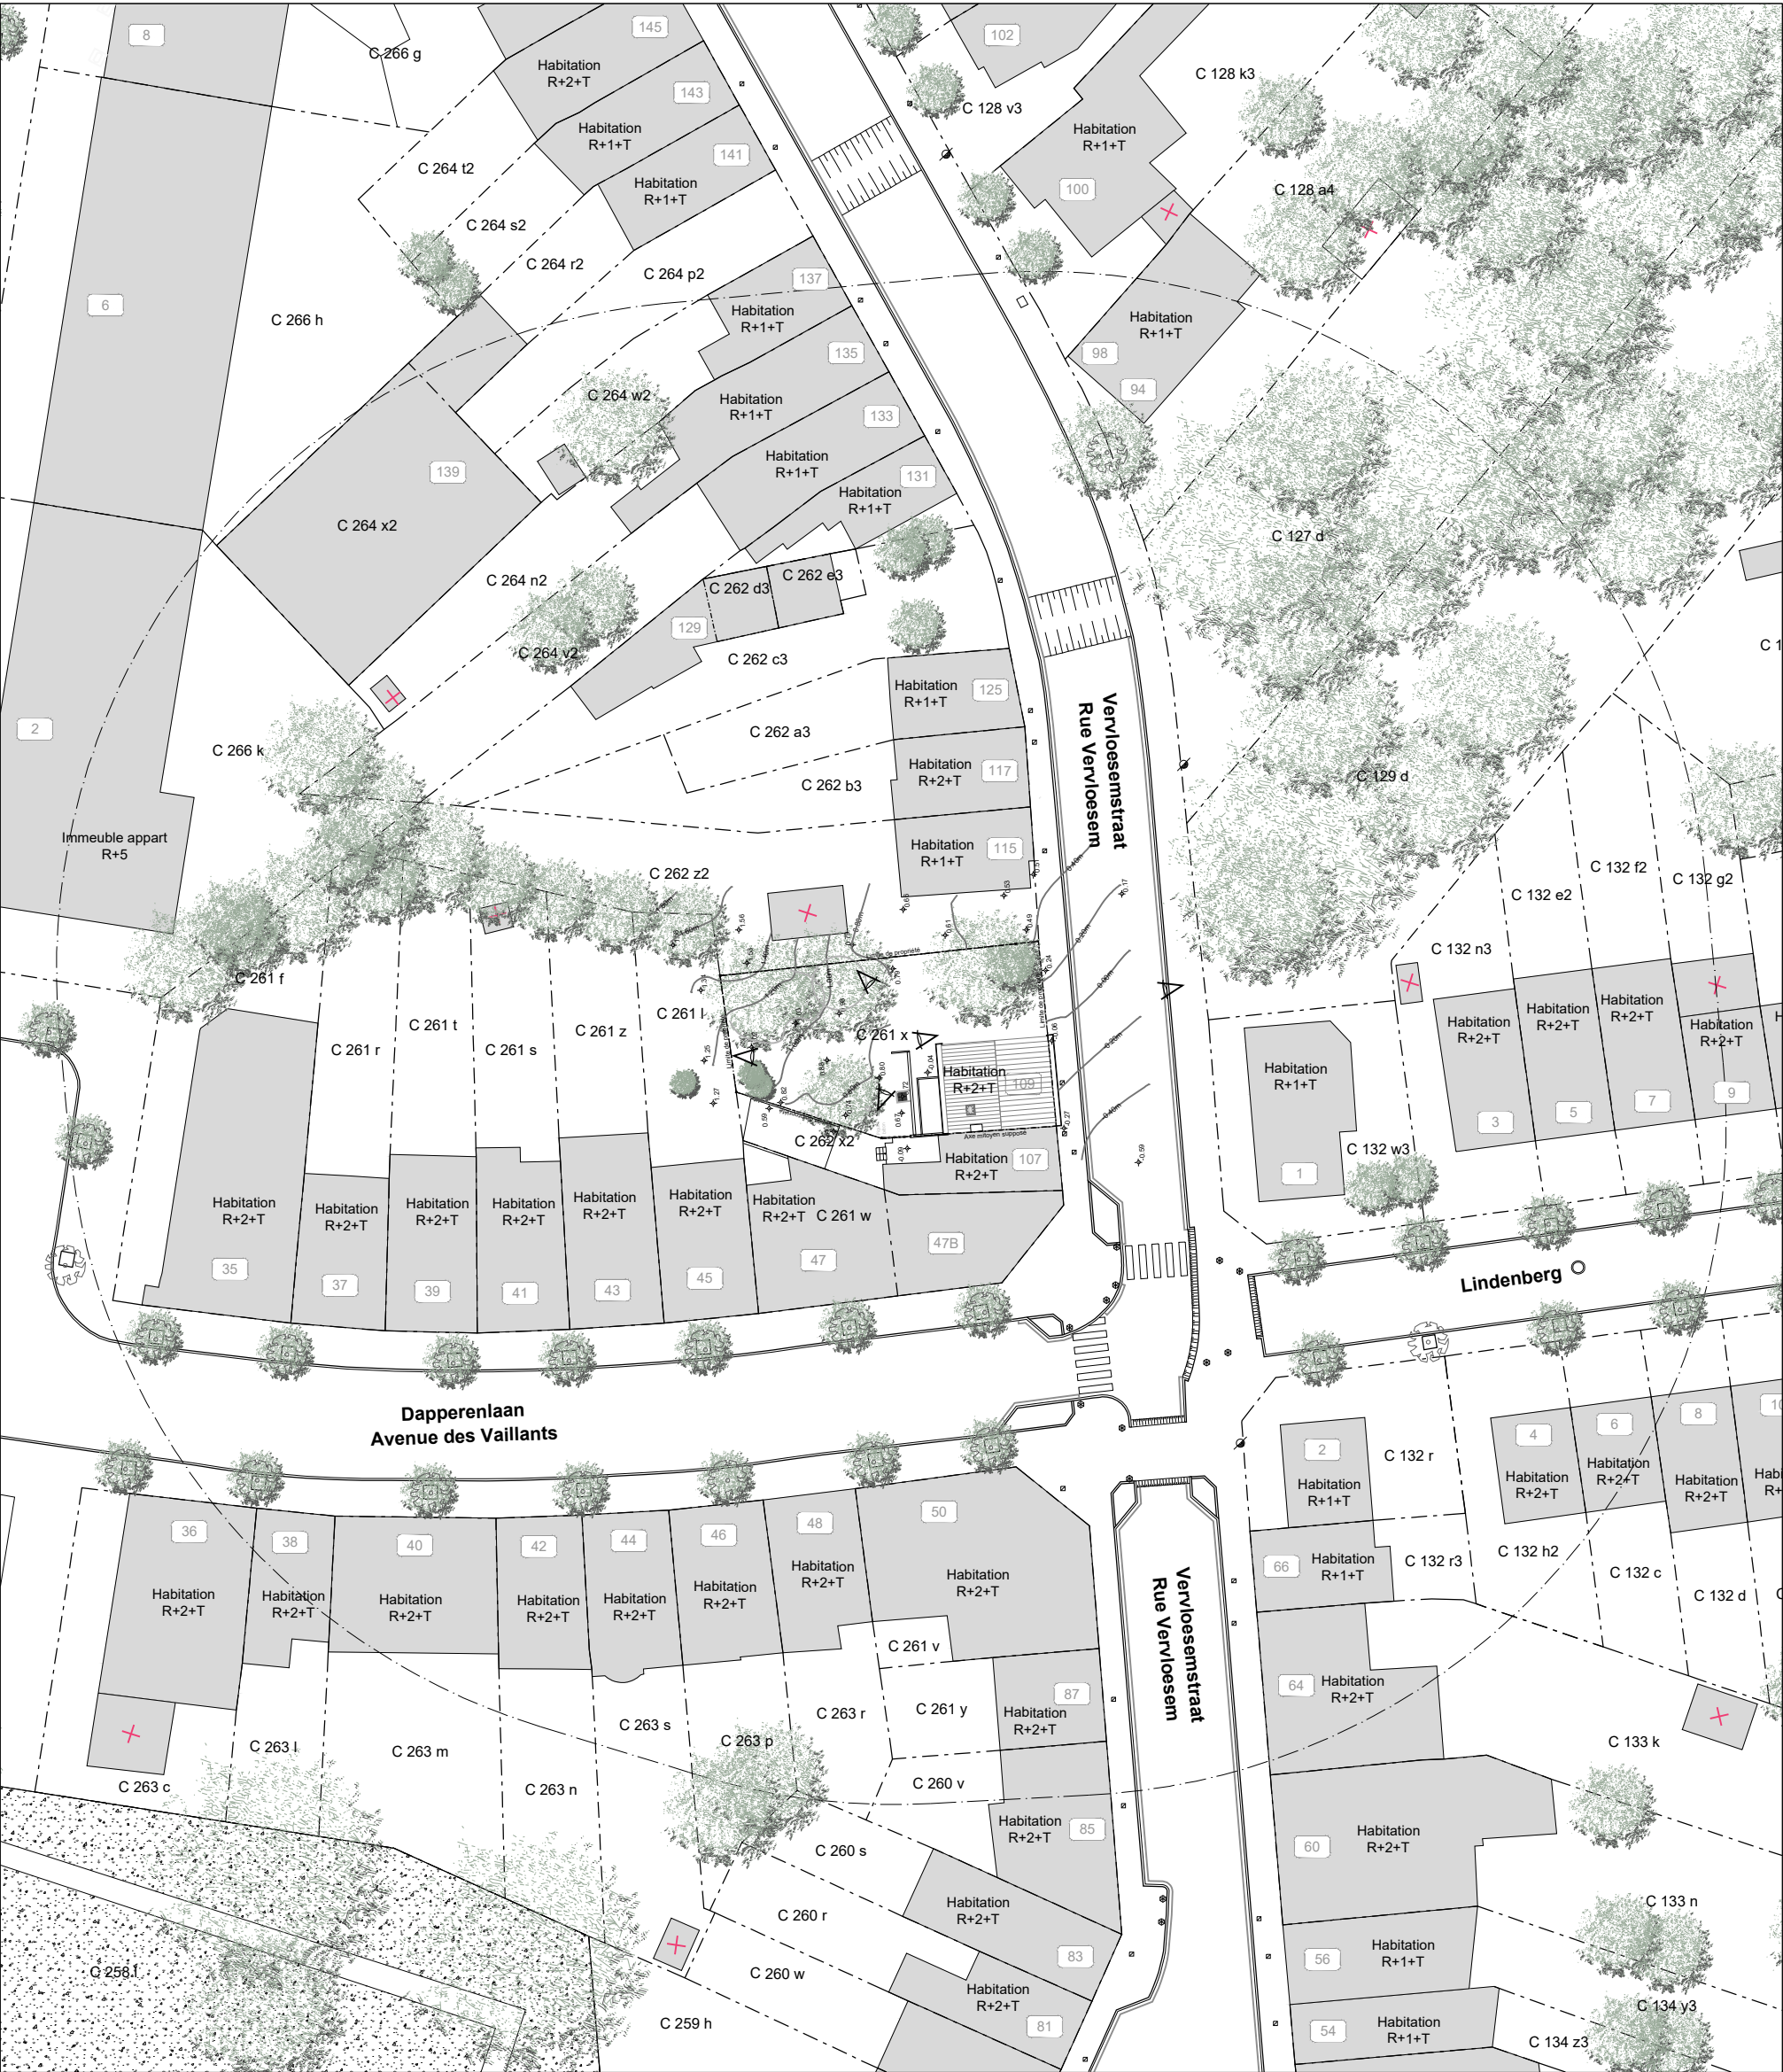 8
C 266 g
145
Habitation
R+2+T
143
Habitation
R+1+T
141
Habitation
R+1+T
102
C 128 v3
C 128 k3
Habitation
R+1+T
100
C 128 a4
C 264 t2
C 264 s2
C 264 r2
C 264 p2
6
C 266 h
137
Habitation
R+1+T
135
Habitation
R+1+T
133
Habitation
R+1+T
131
Habitation
R+1+T
Habitation
R+1+T
98
94
C 264 w2
139
C 264 x2
C 127 d
C 264 n2
C 262 d3
C 262 e3
129
C 264 v2
C 262 c3
C 1
Habitation
R+1+T
125
2
C 266 k
C 262 a3
Habitation
R+2+T
117
C 262 b3
Vervloesemstraat
Rue Vervloesem
C 129 d
Immeuble appart
R+5
Habitation
R+1+T
115
C 262 z2
C 132 f2
C 132 g2
C 132 e2
C 132 n3
C 261 f
C 261 r
C 261 t
C 261 s
C 261 z
C 261 l
C 261 x
Habitation
R+2+T
109
Axe mitoyen supposé
C 262 x2
Habitation
R+2+T
107
Habitation
R+1+T
1
Habitation
R+2+T
3
Habitation
R+2+T
5
Habitation
R+2+T
7
Habitation
R+2+T
9
C 132 w3
Habitation
R+2+T
35
Habitation
R+2+T
37
Habitation
R+2+T
39
Habitation
R+2+T
41
Habitation
R+2+T
43
Habitation
R+2+T
45
Habitation
R+2+T
C 261 w
47
47B
Lindenberg
Dapperenlaan
Avenue des Vaillants
36
Habitation
R+2+T
38
Habitation
R+2+T
40
Habitation
R+2+T
42
Habitation
R+2+T
44
Habitation
R+2+T
46
Habitation
R+2+T
48
Habitation
R+2+T
50
Habitation
R+2+T
2
Habitation
R+1+T
C 132 r
4
Habitation
R+2+T
6
Habitation
R+2+T
8
Habitation
R+2+T
10
66
Habitation
R+1+T
C 132 r3
C 132 h2
C 132 c
C 132 d
Vervloesemstraat
Rue Vervloesem
C 261 v
64
Habitation
R+2+T
87
Habitation
R+2+T
C 261 y
C 263 r
C 263 s
C 263 p
C 263 l
C 263 m
C 263 c
C 263 n
C 260 v
C 133 k
Habitation
R+2+T
85
60
Habitation
R+2+T
C 260 s
C 260 r
Habitation
R+2+T
83
C 133 n
56
Habitation
R+1+T
C 258 l
C 260 w
Habitation
R+2+T
81
C 259 h
54
Habitation
R+1+T
C 134 y3
C 134 z3